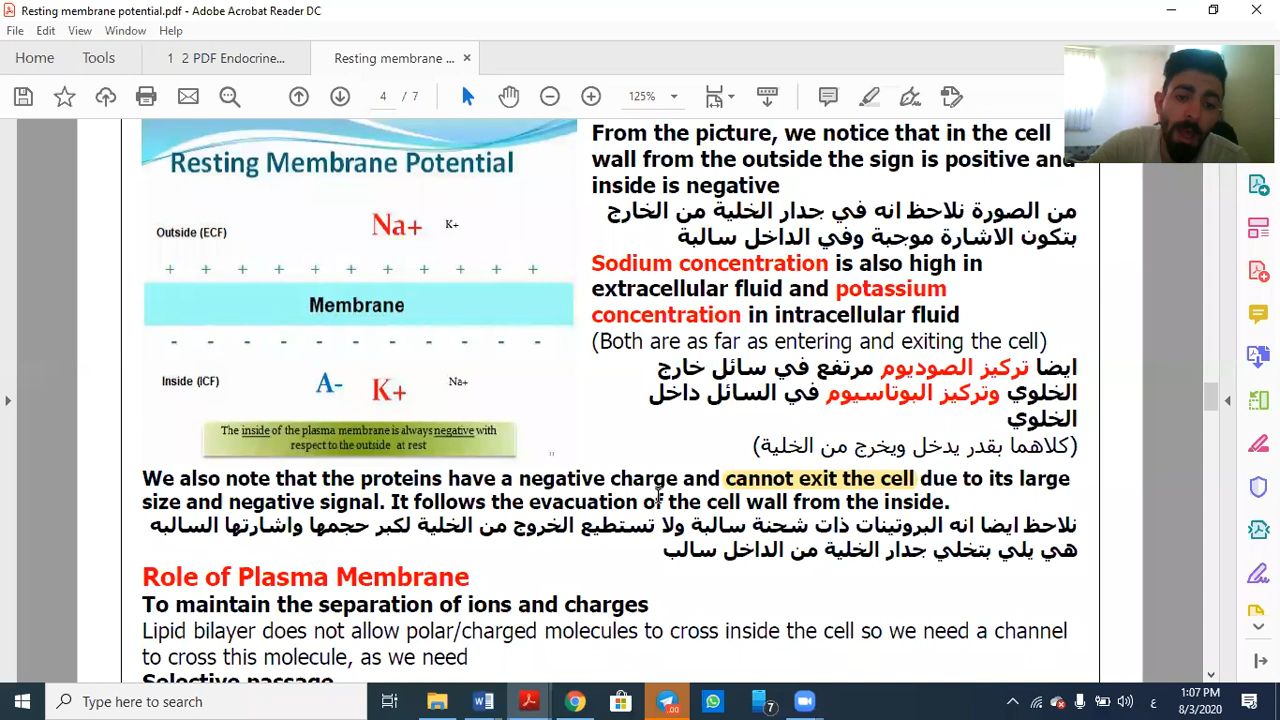 Resting membrane potential.pdf - Adobe Acrobat Reader DC
File Edit View Window Help
Home Tools 1 2 PDF Endocrine... Resting membrane ... ×
4 / 7 125%
Resting Membrane Potential
Outside (ECF) Na+ K+
+ + + + + + + + + + +
Membrane
- - - - - - - - - - -
Inside (ICF) A- K+ Na+
The inside of the plasma membrane is always negative with
respect to the outside at rest
11
From the picture, we notice that in the cell
wall from the outside the sign is positive and
inside is negative
من الصورة نلاحظ انه في جدار الخلية من الخارج
بتكون الاشارة موجبة وفي الداخل سالبة
Sodium concentration is also high in
extracellular fluid and potassium
concentration in intracellular fluid
(Both are as far as entering and exiting the cell)
ايضا تركيز الصوديوم مرتفع في سائل خارج
الخلوي وتركيز البوتاسيوم في السائل داخل
الخلوي
(كلاهما بقدر يدخل ويخرج من الخلية)
We also note that the proteins have a negative charge and cannot exit the cell due to its large
size and negative signal. It follows the evacuation of the cell wall from the inside.
نلاحظ ايضا انه البروتينات ذات شحنة سالبة ولا تستطيع الخروج من الخلية لكبر حجمها واشارتها السالبه
هي يلي بتخلي جدار الخلية من الداخل سالب
Role of Plasma Membrane
To maintain the separation of ions and charges
Lipid bilayer does not allow polar/charged molecules to cross inside the cell so we need a channel
to cross this molecule, as we need
Selective passage
Type here to search
7
ع
1:07 PM
8/3/2020